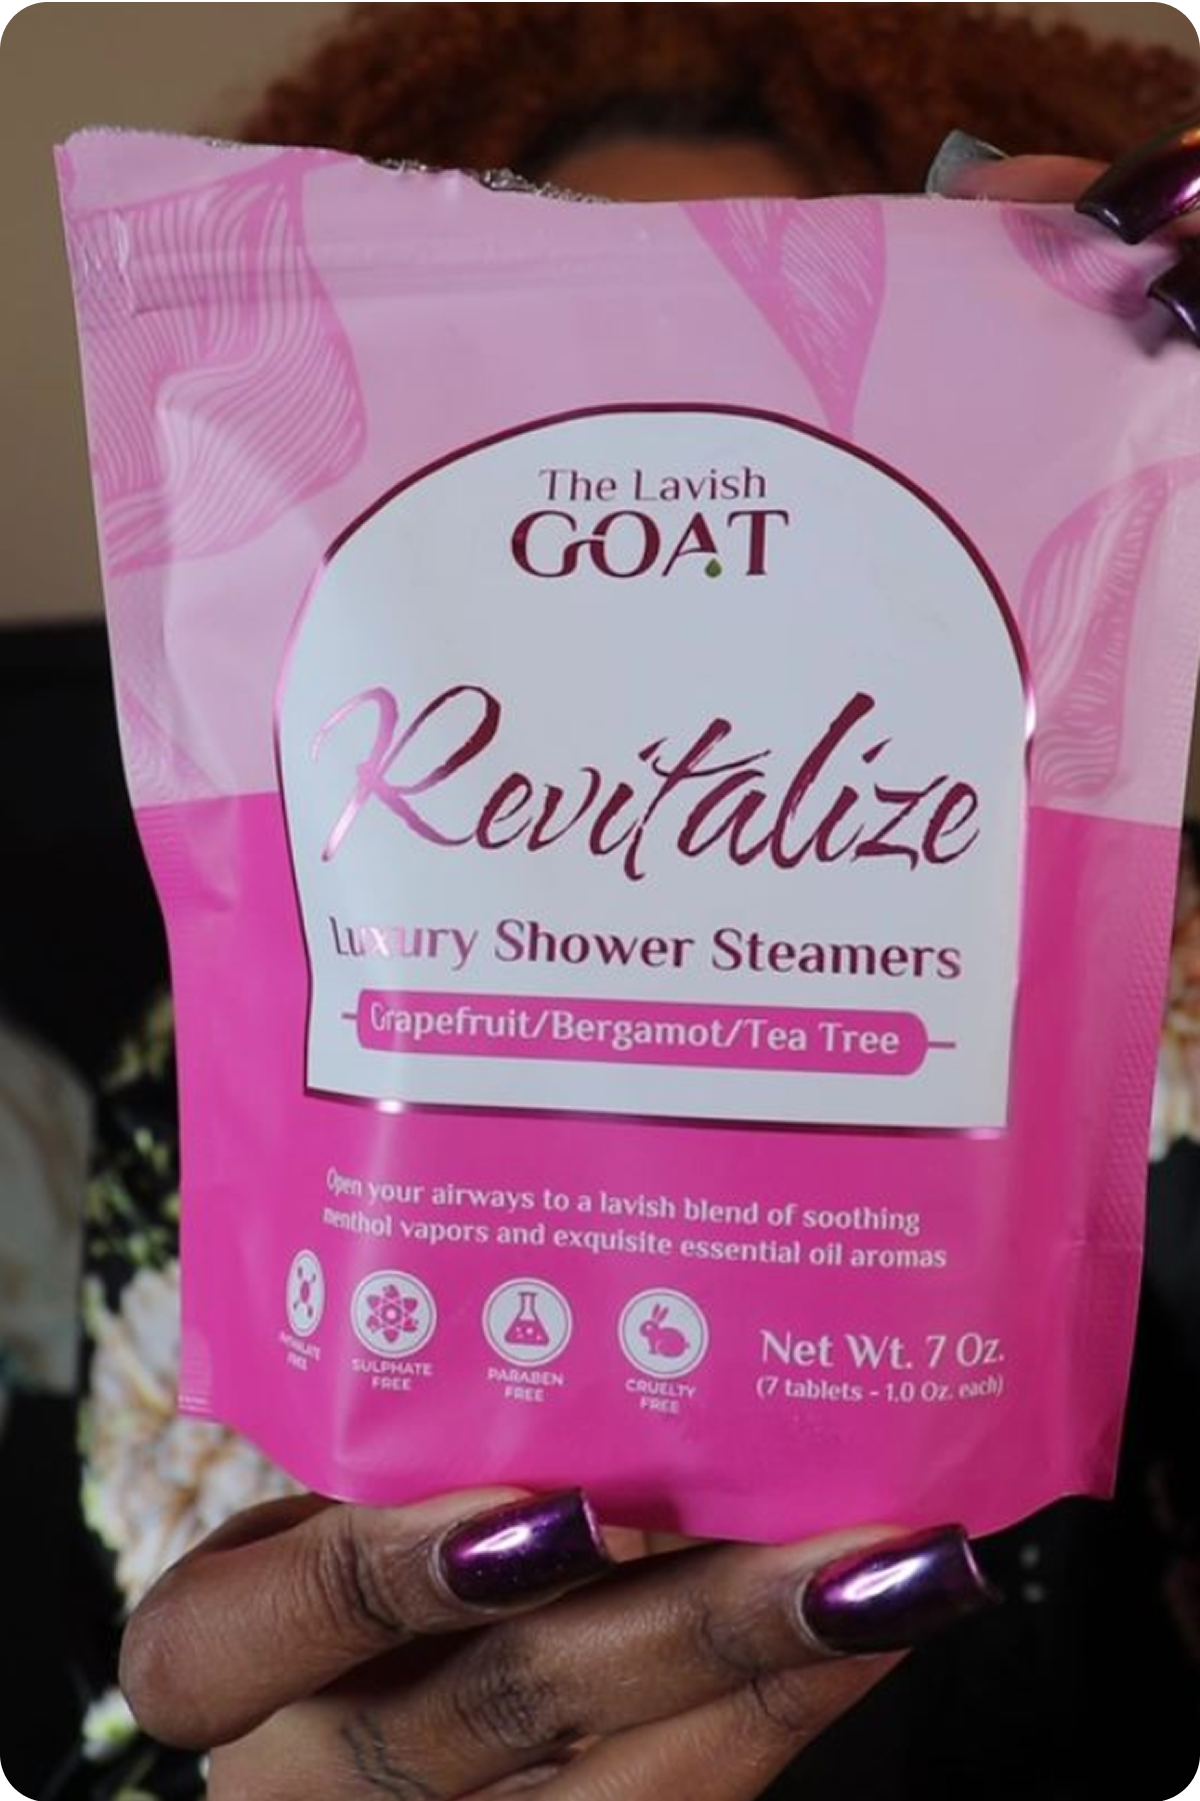 The Lavish
GOAT
Revitalize
Luxury Shower Steamers
Grapefruit/Bergamot/Tea Tree
Open your airways to a lavish blend of soothing
menthol vapors and exquisite essential oil aromas
FREE
SULPHATE
FREE
PARABEN
FREE
CRUELTY
FREE
Net Wt. 7 Oz.
(7 tablets - 1.0 Oz. each)